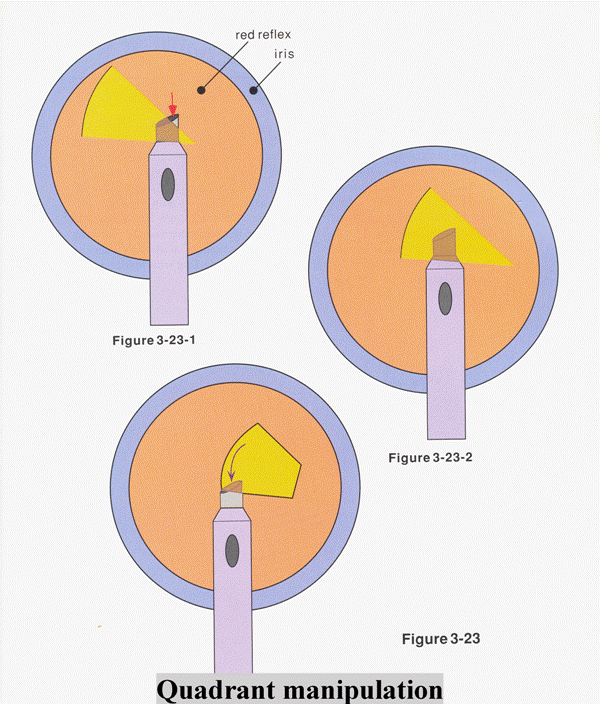 red reflex
iris
Figure 3-23-1
Figure 3-23-2
Figure 3-23
Quadrant manipulation